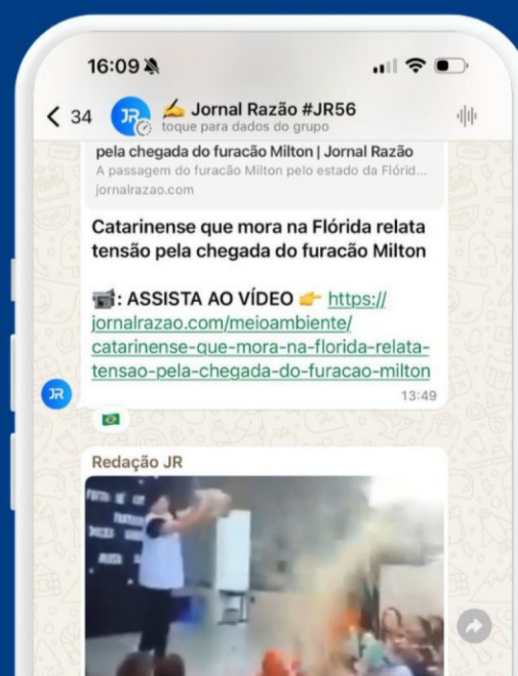 16:09
34
JR
✍️ Jornal Razão #JR56
toque para dados do grupo
pela chegada do furacão Milton | Jornal Razão
A passagem do furacão Milton pelo estado da Flórid...
jornalrazao.com
Catarinense que mora na Flórida relata
tensão pela chegada do furacão Milton
📹: ASSISTA AO VÍDEO 👉 https://
jornalrazao.com/meioambiente/
catarinense-que-mora-na-florida-relata-
tensao-pela-chegada-do-furacao-milton
13:49
JR
🇧🇷
Redação JR